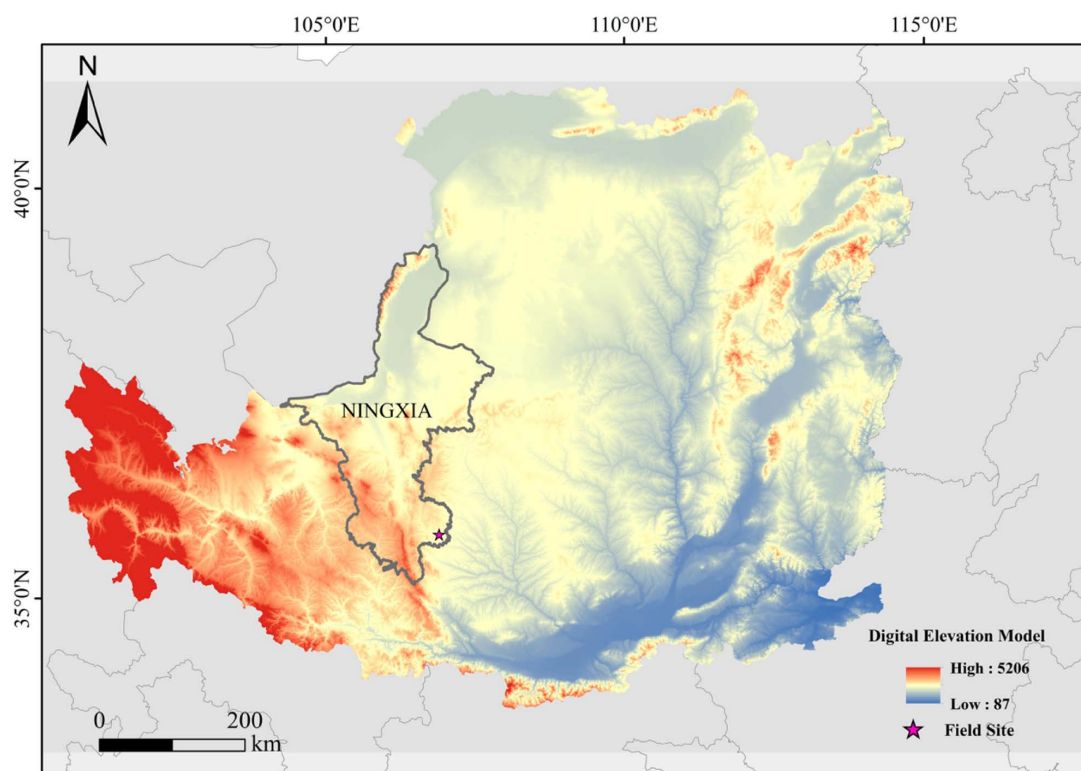 105°0'E
110°0'E
115°0'E
N
40°0'N
NINGXIA
35°0'N
Digital Elevation Model
High : 5206
Low : 87
Field Site
0 200
km